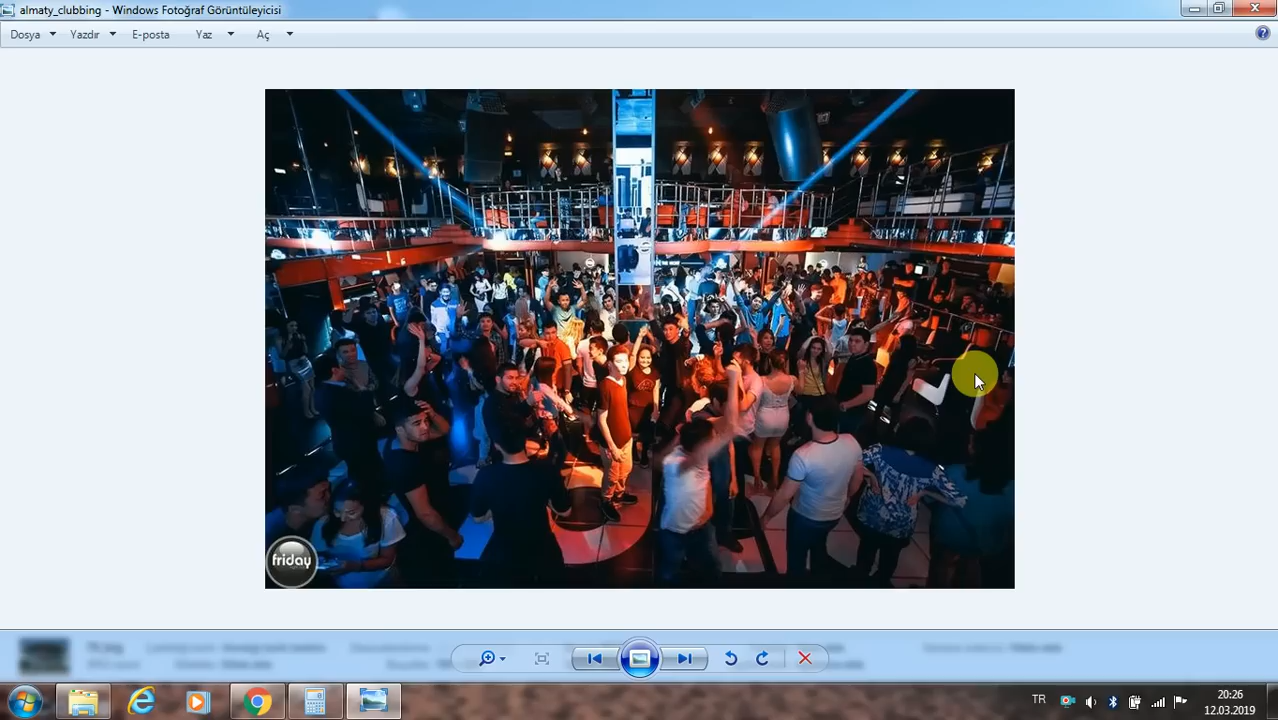 almaty_clubbing - Windows Fotoğraf Görüntüleyicisi
Dosya Yazdır E-posta Yaz Aç
friday
TR
20:26
12.03.2019